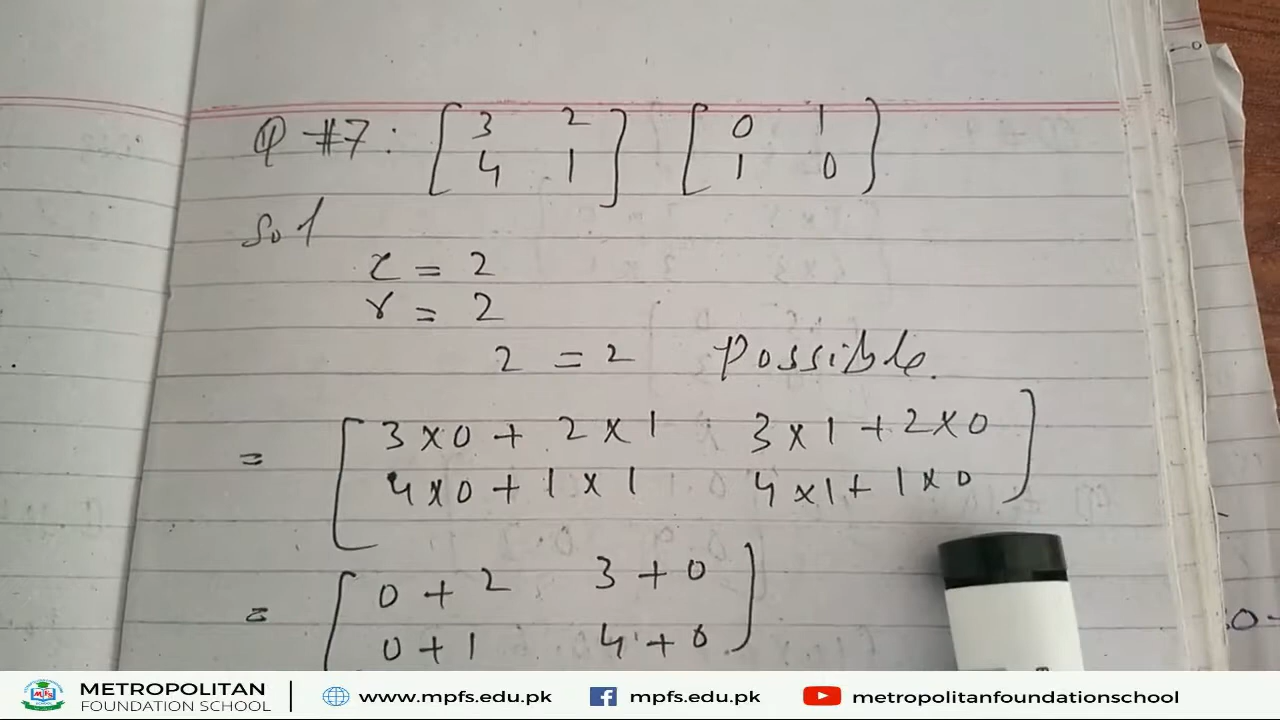 Q #7: [ 3 2 ] [ 0 1 ]
[ 4 1 ] [ 1 0 ]
Sol
c = 2
r = 2
2 = 2 possible.
= [ 3 x 0 + 2 x 1 3 x 1 + 2 x 0 ]
[ 4 x 0 + 1 x 1 4 x 1 + 1 x 0 ]
= [ 0 + 2 3 + 0 ]
[ 0 + 1 4 + 0 ]
METROPOLITAN
FOUNDATION SCHOOL
www.mpfs.edu.pk
mpfs.edu.pk
metropolitanfoundationschool